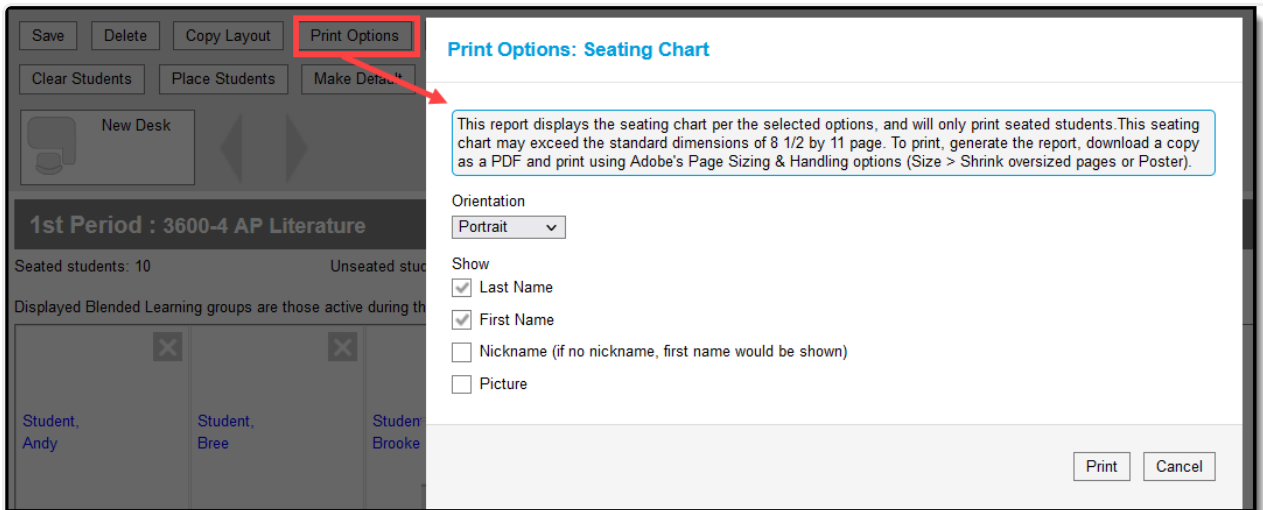 Save Delete Copy Layout Print Options
Clear Students Place Students Make Default
New Desk
1st Period : 3600-4 AP Literature
Seated students: 10 Unseated
Displayed Blended Learning groups are those active during
Student,
Andy
Student,
Bree
Brooke
Print Options: Seating Chart
This report displays the seating chart per the selected options, and will only print seated students.This seating
chart may exceed the standard dimensions of 8 1/2 by 11 page. To print, generate the report, download a copy
as a PDF and print using Adobe's Page Sizing & Handling options (Size > Shrink oversized pages or Poster).
Orientation
Portrait
Show
Last Name
First Name
Nickname (if no nickname, first name would be shown)
Picture
Print Cancel